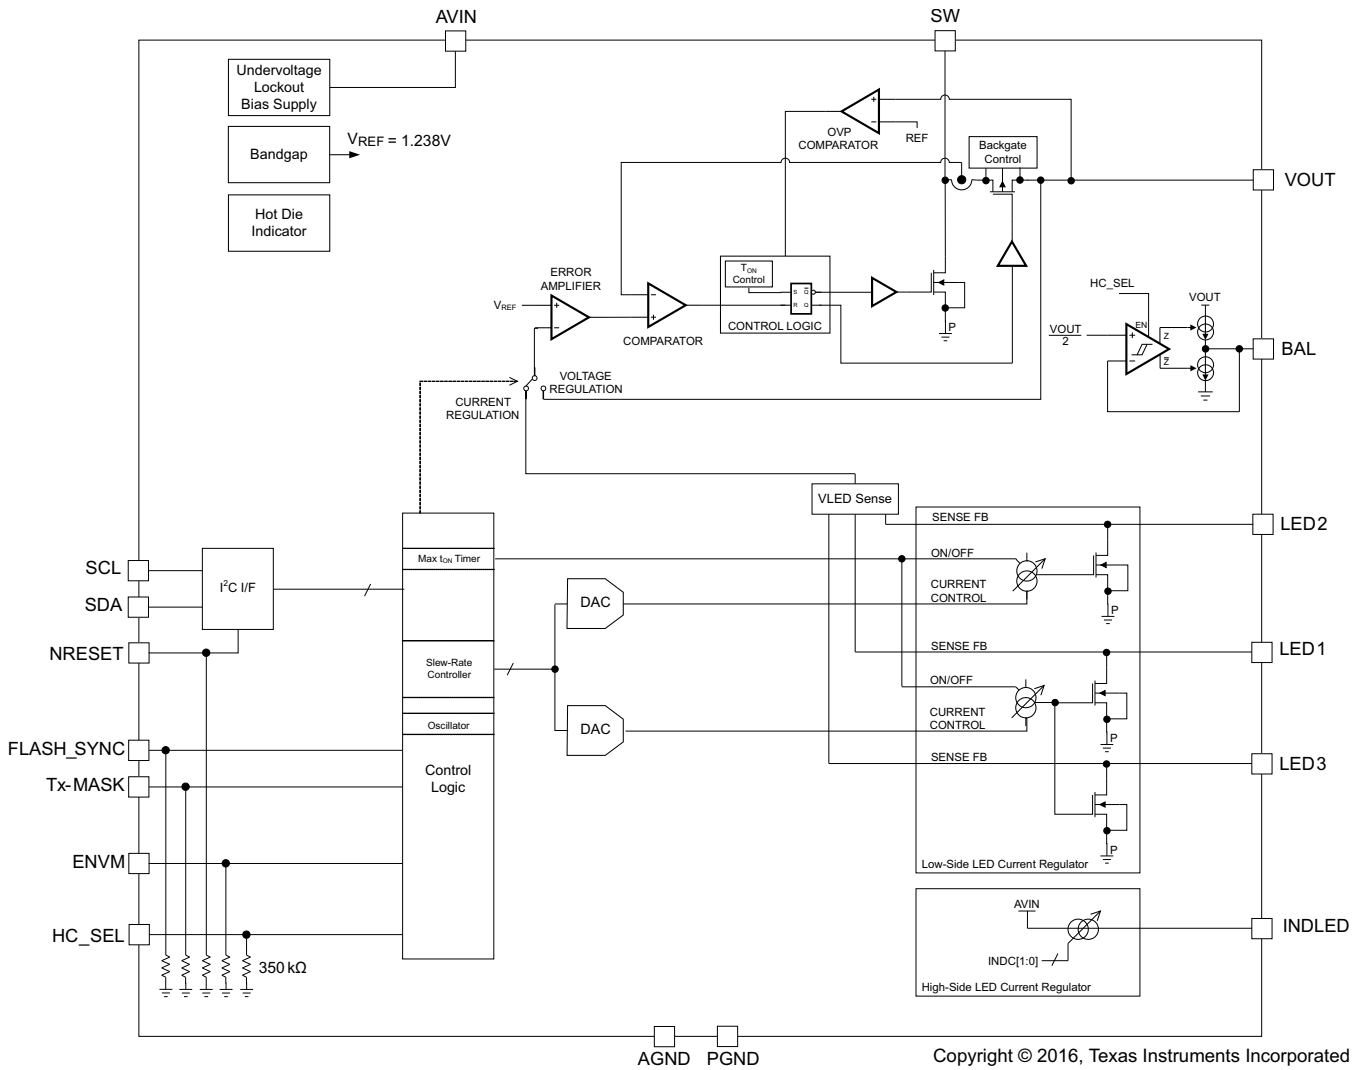 AVIN
SW
Undervoltage
Lockout
Bias Supply
Bandgap
VREF = 1.238V
Hot Die
Indicator
OVP
COMPARATOR
+
−
REF
Backgate
Control
VOUT
ERROR
AMPLIFIER
VREF
+
−
−
+
COMPARATOR
TON
Control
S
Q̅
R
Q
CONTROL LOGIC
P
HC_SEL
VOUT
VOUT
2
EN
+
−
Z
Z̅
BAL
VOLTAGE
REGULATION
CURRENT
REGULATION
VLED Sense
SENSE FB
LED2
ON/OFF
CURRENT
CONTROL
P
SENSE FB
LED1
ON/OFF
CURRENT
CONTROL
P
SENSE FB
LED3
P
Low-Side LED Current Regulator
AVIN
INDC[1:0]
INDLED
High-Side LED Current Regulator
SCL
SDA
I²C I/F
NRESET
Max tON Timer
Slew-Rate
Controller
Oscillator
Control
Logic
DAC
DAC
FLASH_SYNC
Tx-MASK
ENVM
HC_SEL
350 kΩ
AGND
PGND
Copyright © 2016, Texas Instruments Incorporated